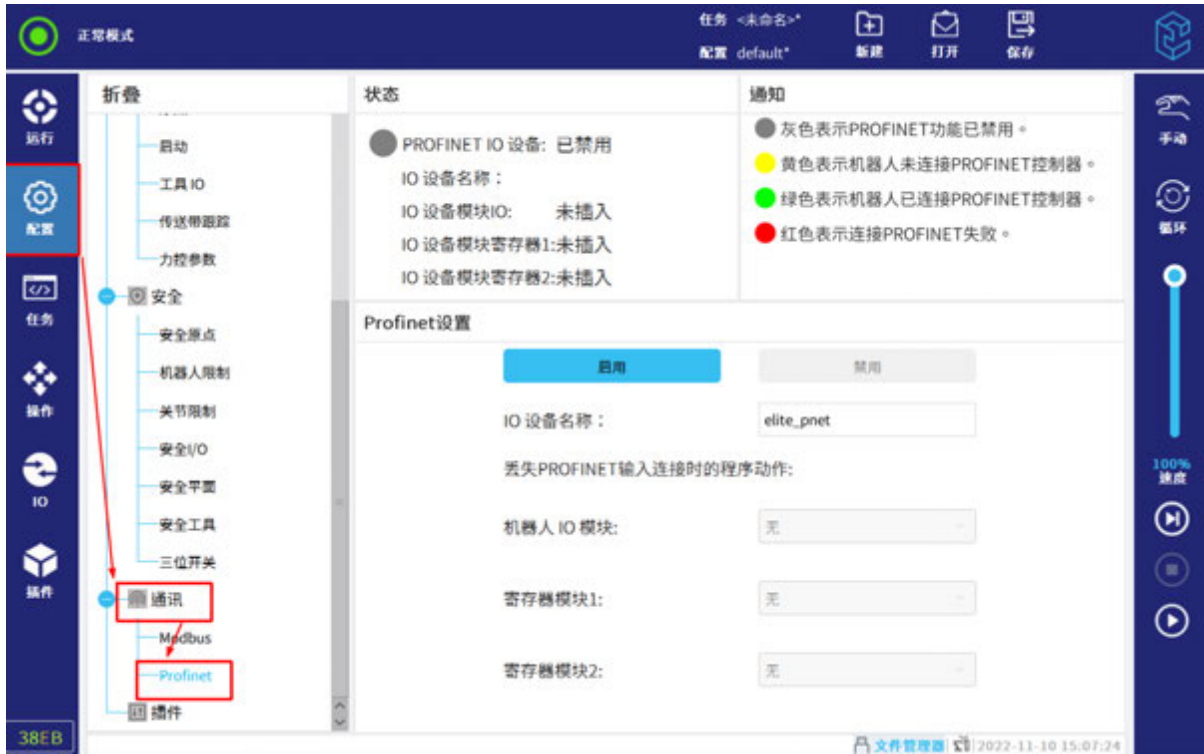 正常模式
任务 <未命名>*
配置 default*
新建
打开
保存
运行
配置
任务
操作
IO
插件
38EB
折叠
启动
工具 IO
传送带跟踪
力控参数
安全
安全原点
机器人限制
关节限制
安全I/O
安全平面
安全工具
三位开关
通讯
Modbus
Profinet
插件
状态
PROFINET IO 设备: 已禁用
IO 设备名称：
IO 设备模块IO: 未插入
IO 设备模块寄存器1:未插入
IO 设备模块寄存器2:未插入
通知
灰色表示PROFINET功能已禁用。
黄色表示机器人未连接PROFINET控制器。
绿色表示机器人已连接PROFINET控制器。
红色表示连接PROFINET失败。
Profinet设置
启用
禁用
IO 设备名称：
elite_pnet
丢失PROFINET输入连接时的程序动作:
机器人 IO 模块:
无
寄存器模块1:
无
寄存器模块2:
无
手动
循环
100%
速度
文件管理器
2022-11-10 15:07:24